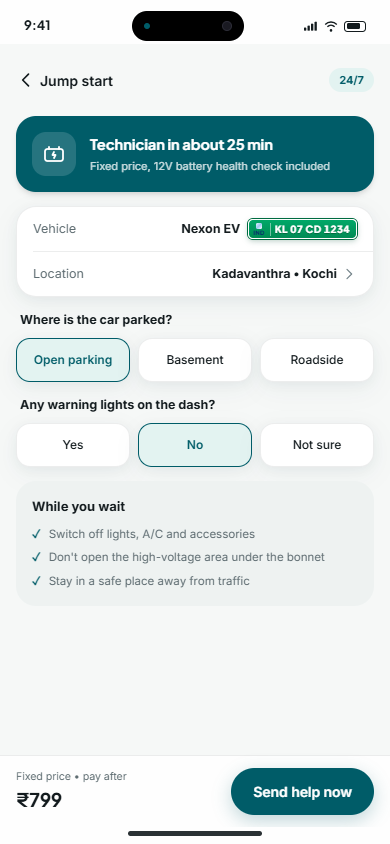 9:41
Jump start
24/7
Technician in about 25 min
Fixed price, 12V battery health check included
Vehicle
Nexon EV
IND
KL 07 CD 1234
Location
Kadavanthra • Kochi
Where is the car parked?
Open parking
Basement
Roadside
Any warning lights on the dash?
Yes
No
Not sure
While you wait
✓ Switch off lights, A/C and accessories
✓ Don't open the high-voltage area under the bonnet
✓ Stay in a safe place away from traffic
Fixed price • pay after
₹799
Send help now